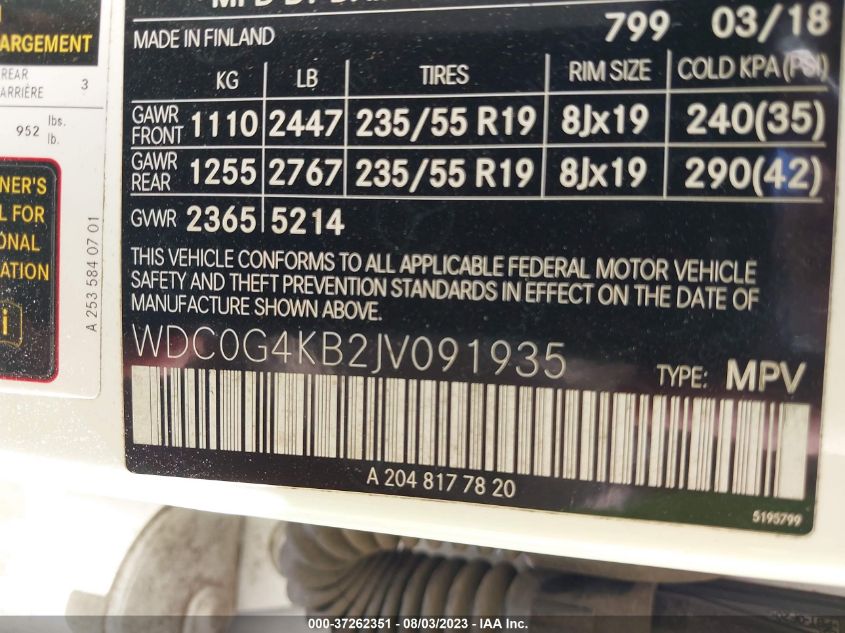 ARGEMENT
REAR
ARRIÈRE 3
952 lbs.
lb.
NER'S
L FOR
ONAL
ATION
i
A 253 584 07 01
799 03/18
MADE IN FINLAND
KG LB TIRES RIM SIZE COLD KPA (PSI)
GAWR FRONT 1110 2447 235/55 R19 8Jx19 240(35)
GAWR REAR 1255 2767 235/55 R19 8Jx19 290(42)
GVWR 2365 5214
THIS VEHICLE CONFORMS TO ALL APPLICABLE FEDERAL MOTOR VEHICLE
SAFETY AND THEFT PREVENTION STANDARDS IN EFFECT ON THE DATE OF
MANUFACTURE SHOWN ABOVE.
WDC0G4KB2JV091935
TYPE: MPV
A 204 817 78 20
5195799
000-37262351 - 08/03/2023 - IAA Inc.